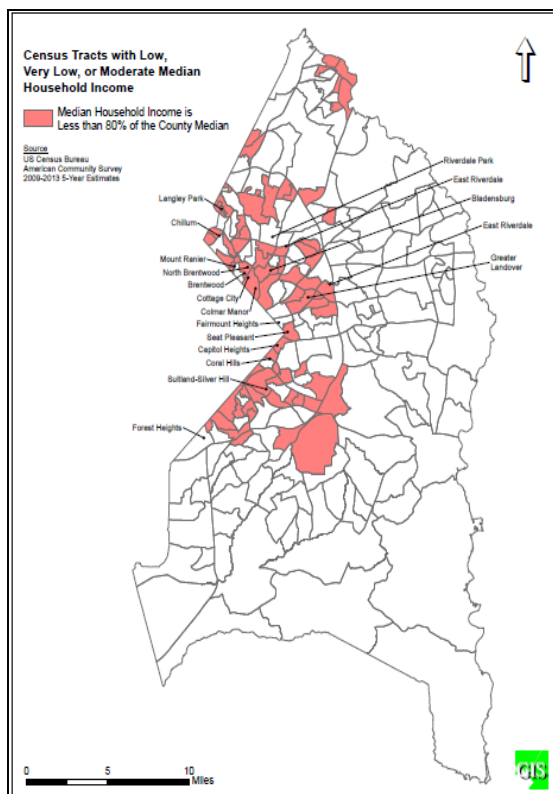 Census Tracts with Low,
Very Low, or Moderate Median
Household Income
Median Household Income is
Less than 80% of the County Median
Source
US Census Bureau
American Community Survey
2009-2013 5-Year Estimates
Riverdale Park
East Riverdale
Bladensburg
East Riverdale
Greater
Landover
Langley Park
Chillum
Mount Ranier
North Brentwood
Brentwood
Cottage City
Colmar Manor
Fairmount Heights
Seat Pleasant
Capitol Heights
Coral Hills
Suitland-Silver Hill
Forest Heights
0 5 10
Miles
GIS